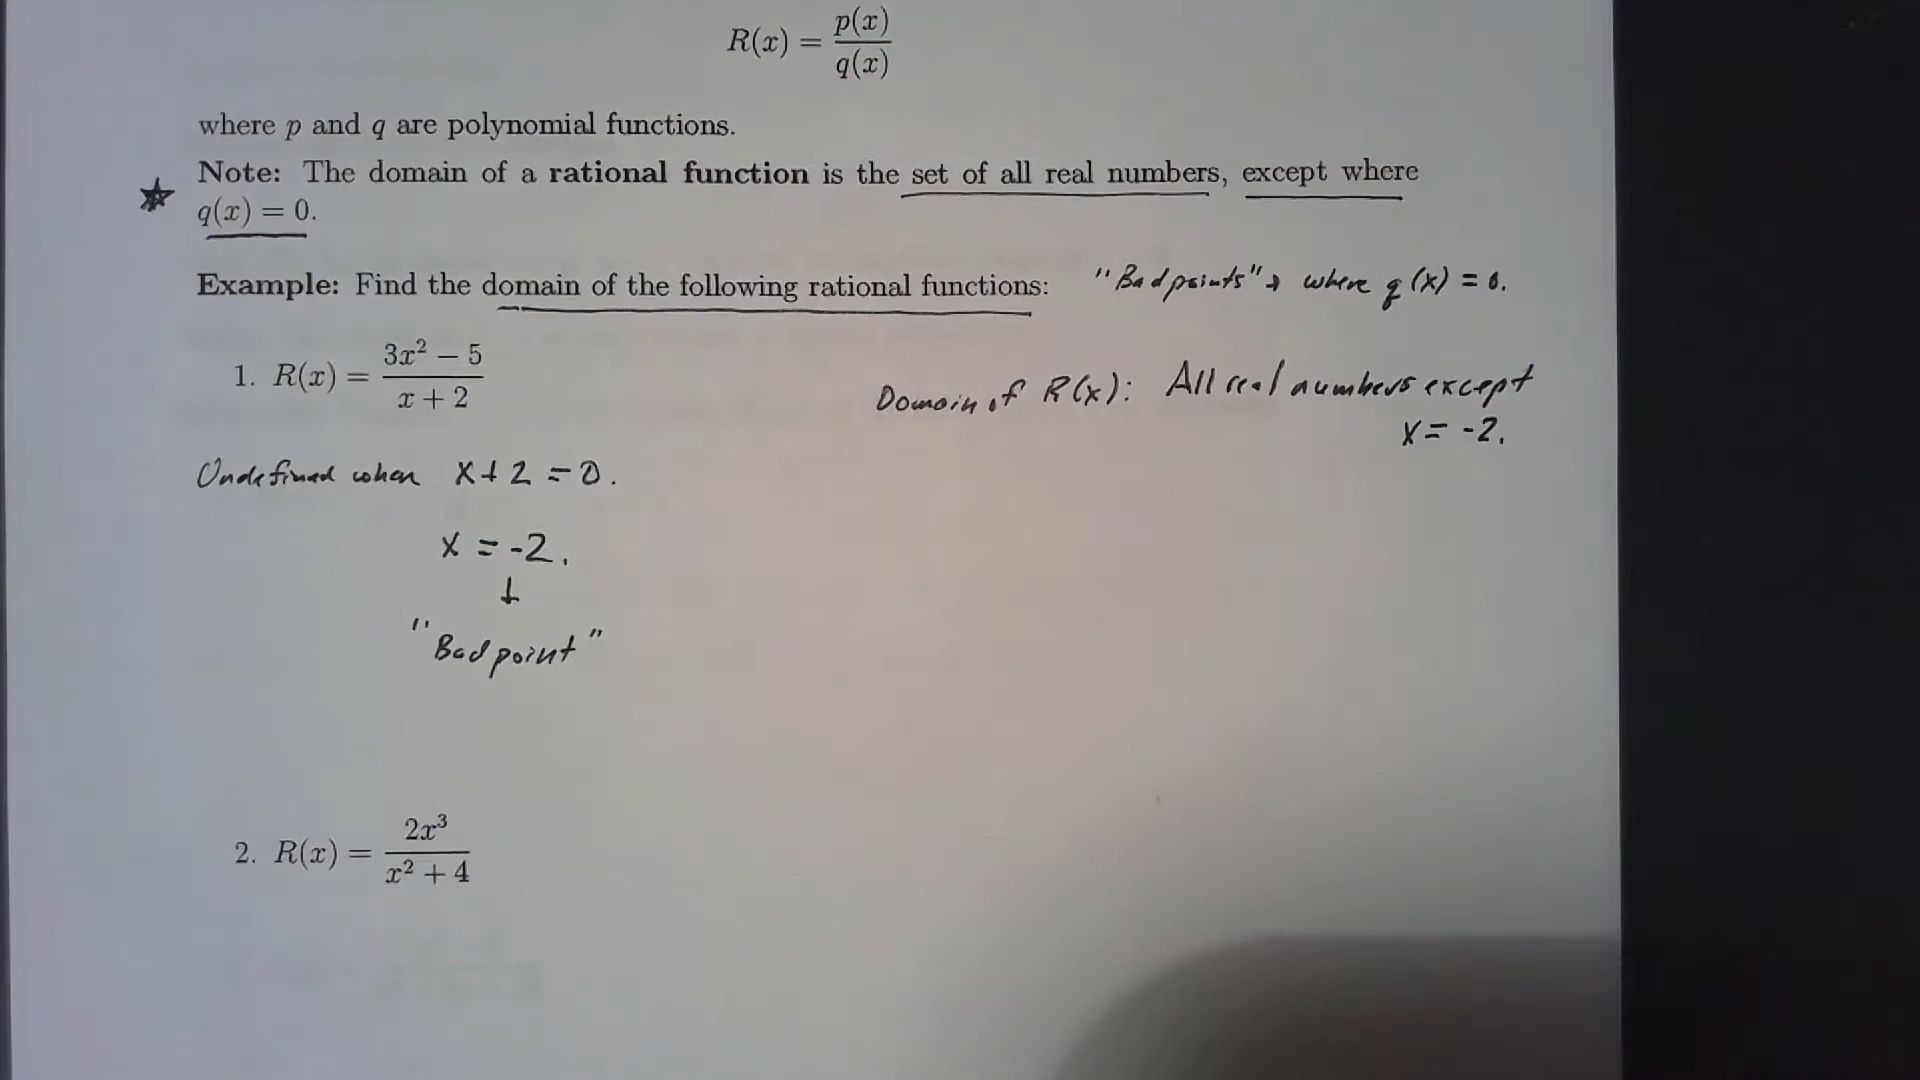 R(x) = p(x)/q(x)
where p and q are polynomial functions.
Note: The domain of a rational function is the set of all real numbers, except where
q(x) = 0.
Example: Find the domain of the following rational functions:
"Bad points" → where q(x) = 0.
1. R(x) = (3x² − 5)/(x + 2)
Domain of R(x): All real numbers except
x = -2.
Undefined when x + 2 = 0.
x = -2.
↓
"Bad point"
2. R(x) = 2x³/(x² + 4)